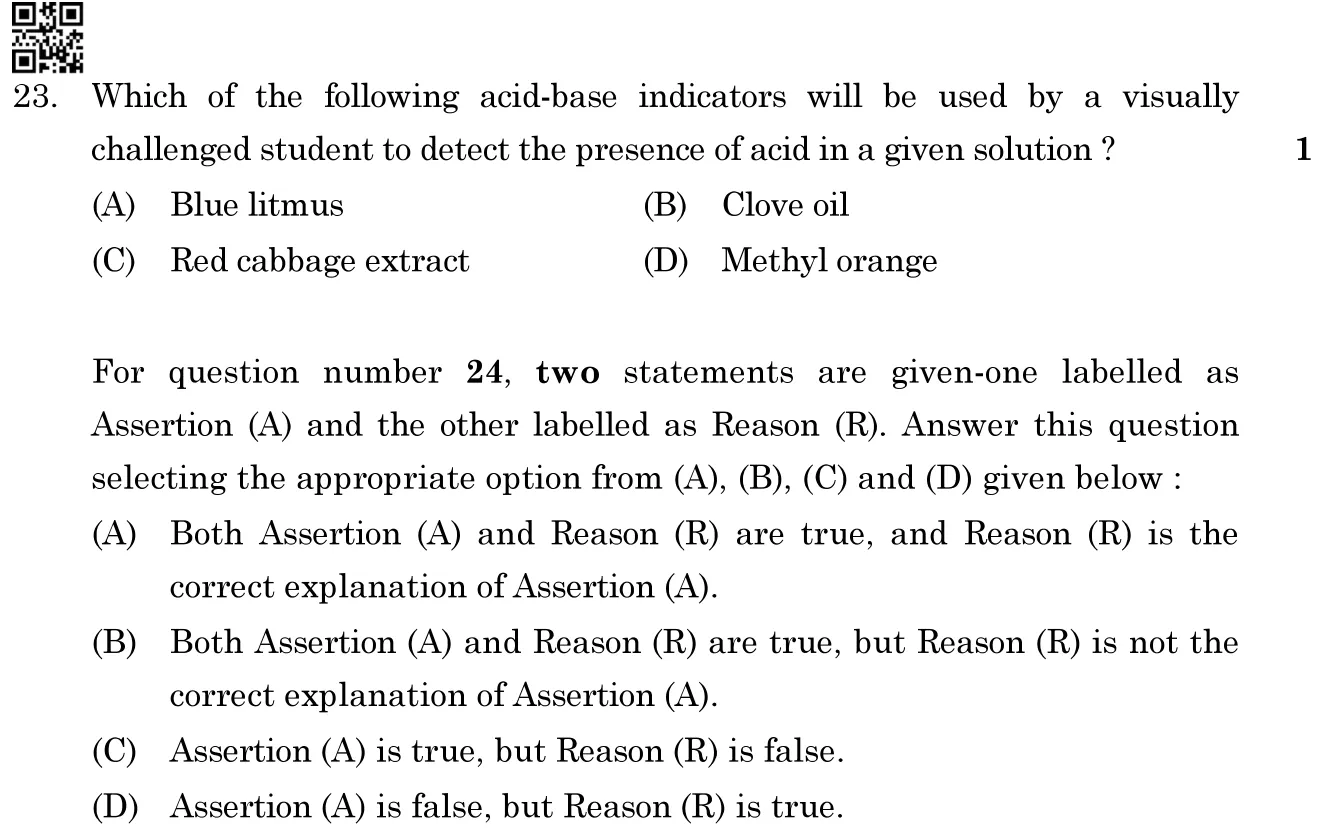 23. Which of the following acid-base indicators will be used by a visually
challenged student to detect the presence of acid in a given solution ? 1
(A) Blue litmus (B) Clove oil
(C) Red cabbage extract (D) Methyl orange
For question number 24, two statements are given-one labelled as
Assertion (A) and the other labelled as Reason (R). Answer this question
selecting the appropriate option from (A), (B), (C) and (D) given below :
(A) Both Assertion (A) and Reason (R) are true, and Reason (R) is the
correct explanation of Assertion (A).
(B) Both Assertion (A) and Reason (R) are true, but Reason (R) is not the
correct explanation of Assertion (A).
(C) Assertion (A) is true, but Reason (R) is false.
(D) Assertion (A) is false, but Reason (R) is true.